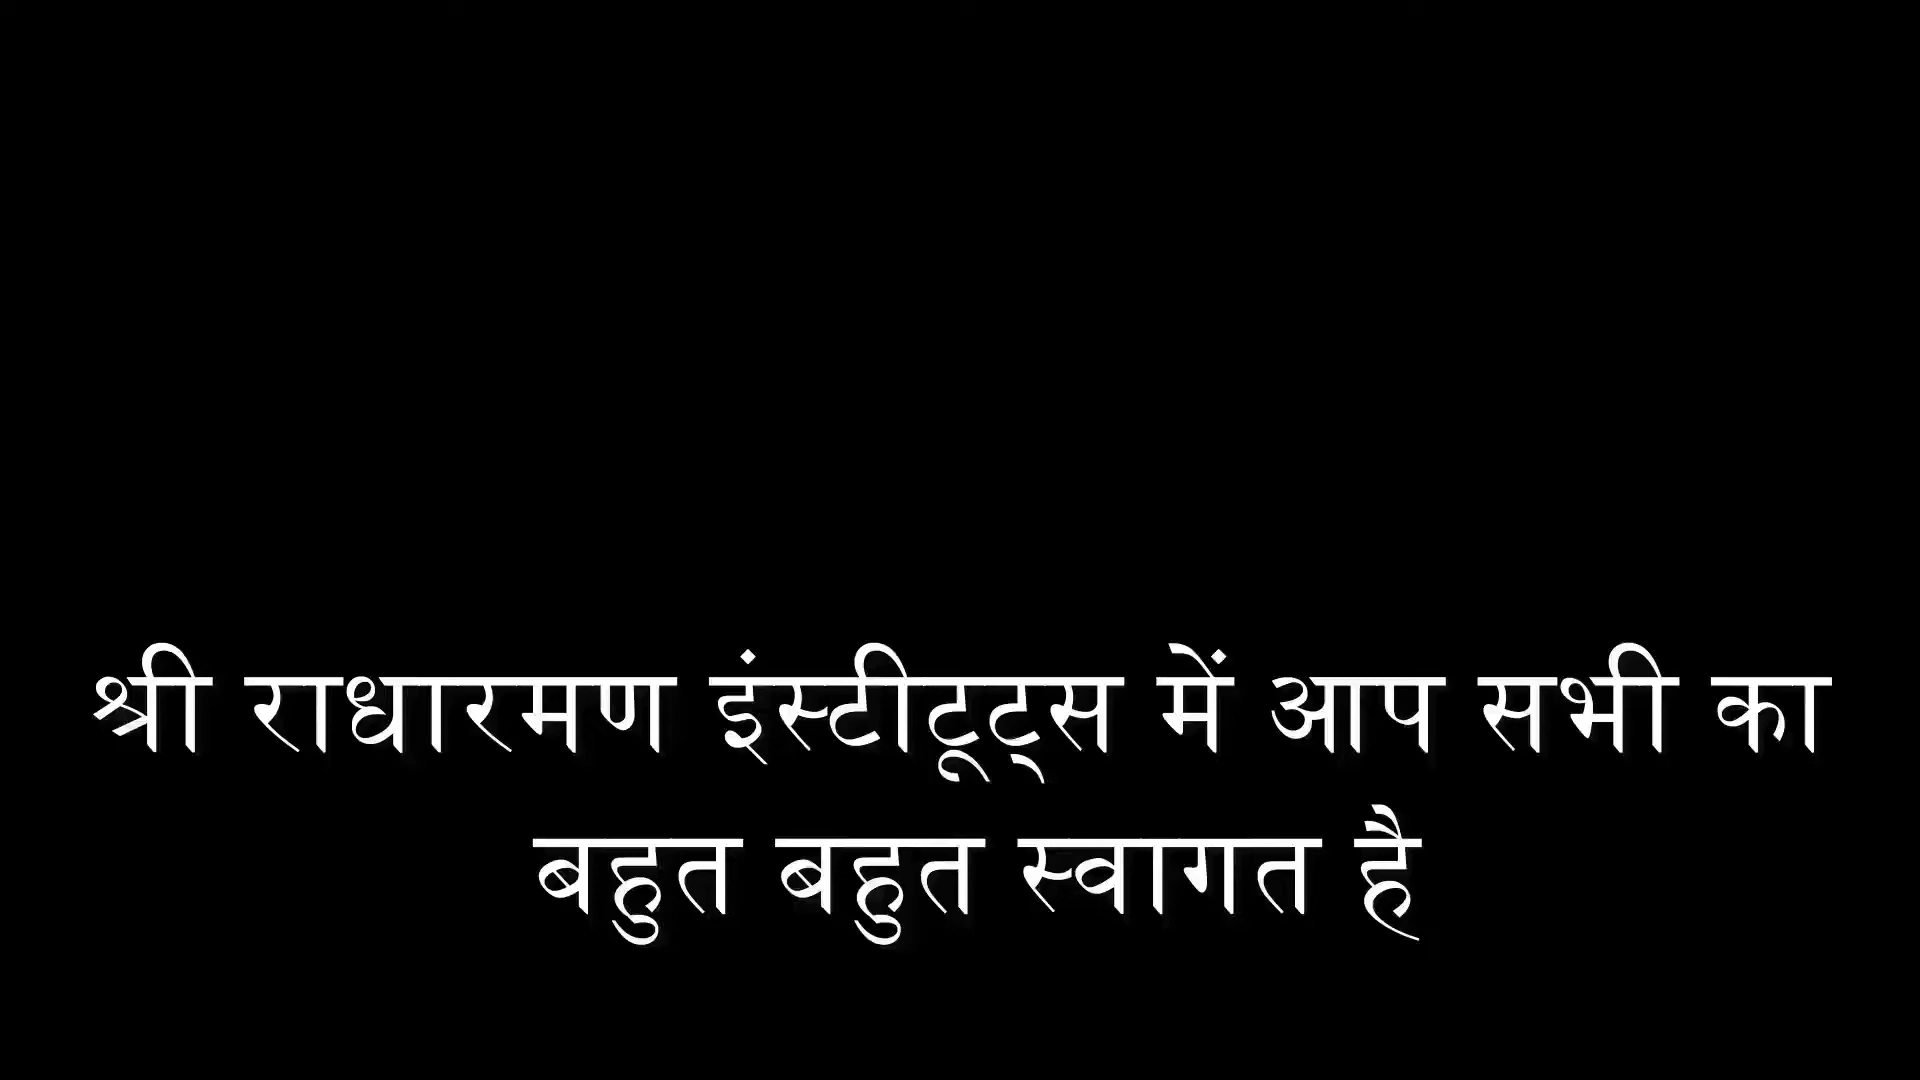 श्री राधारमण इंस्टीटूट्स में आप सभी का
बहुत बहुत स्वागत है